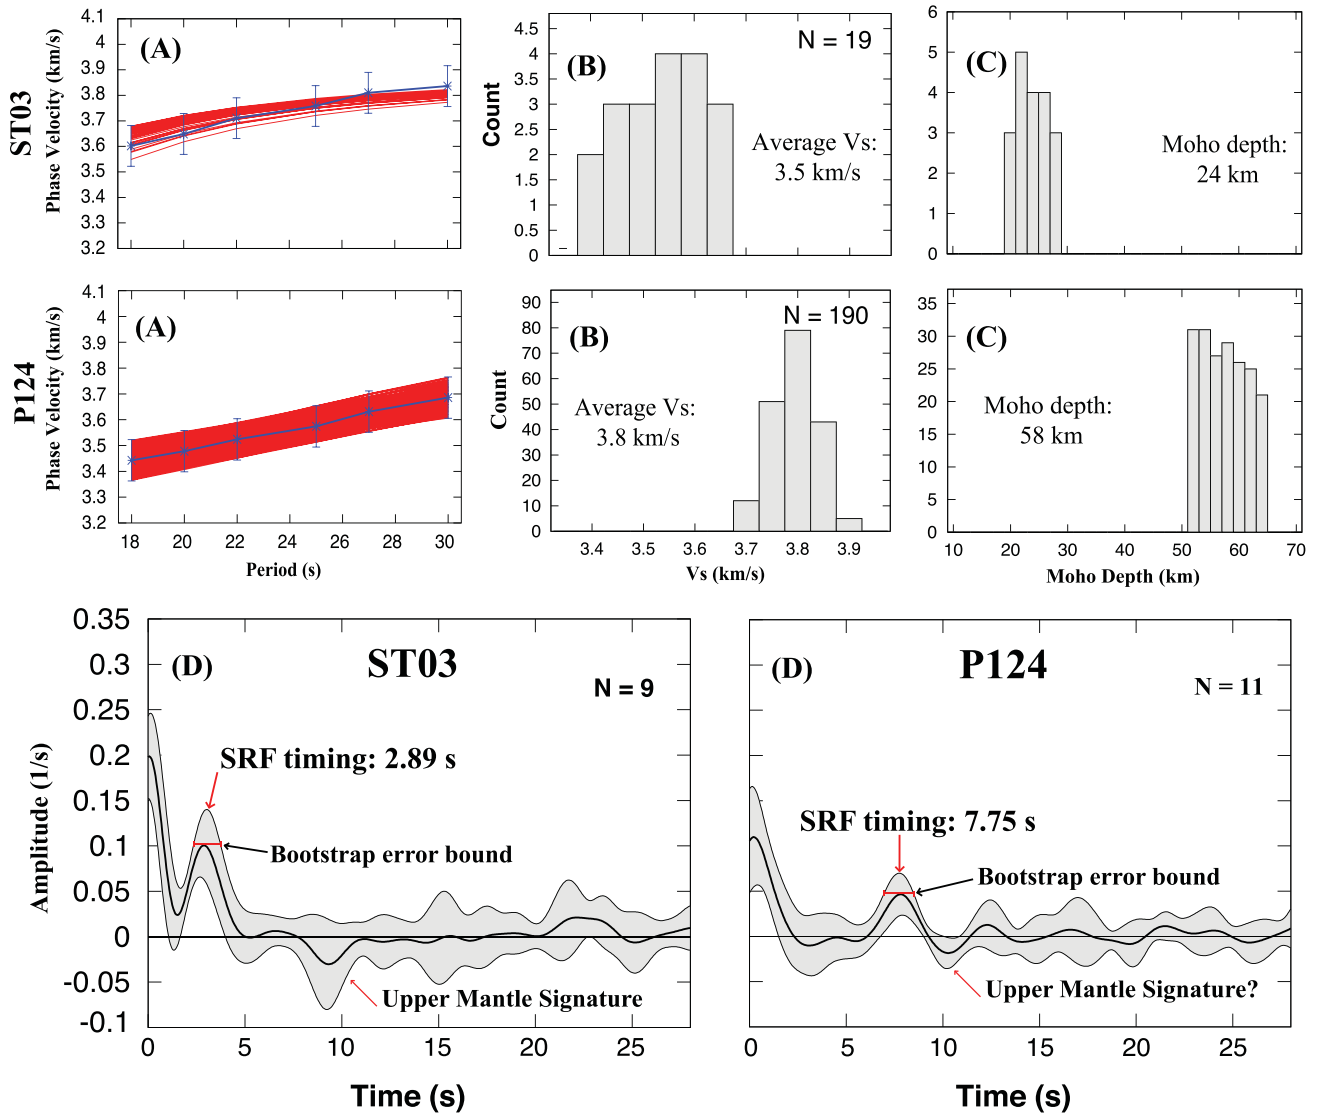 ST03
Phase Velocity (km/s)
4.1
4
3.9
3.8
3.7
3.6
3.5
3.4
3.3
3.2
(A)
Count
4.5
4
3.5
3
2.5
2
1.5
1
0.5
0
(B)
N = 19
Average Vs:
3.5 km/s
6
5
4
3
2
1
0
(C)
Moho depth:
24 km
P124
Phase Velocity (km/s)
4.1
4
3.9
3.8
3.7
3.6
3.5
3.4
3.3
3.2
(A)
18 20 22 24 26 28 30
Period (s)
Count
90
80
70
60
50
40
30
20
10
0
(B)
N = 190
Average Vs:
3.8 km/s
3.4 3.5 3.6 3.7 3.8 3.9
Vs (km/s)
35
30
25
20
15
10
5
0
(C)
Moho depth:
58 km
10 20 30 40 50 60 70
Moho Depth (km)
Amplitude (1/s)
0.35
0.3
0.25
0.2
0.15
0.1
0.05
0
-0.05
-0.1
(D)
ST03
N = 9
SRF timing: 2.89 s
Bootstrap error bound
Upper Mantle Signature
0 5 10 15 20 25
Time (s)
(D)
P124
N = 11
SRF timing: 7.75 s
Bootstrap error bound
Upper Mantle Signature?
0 5 10 15 20 25
Time (s)